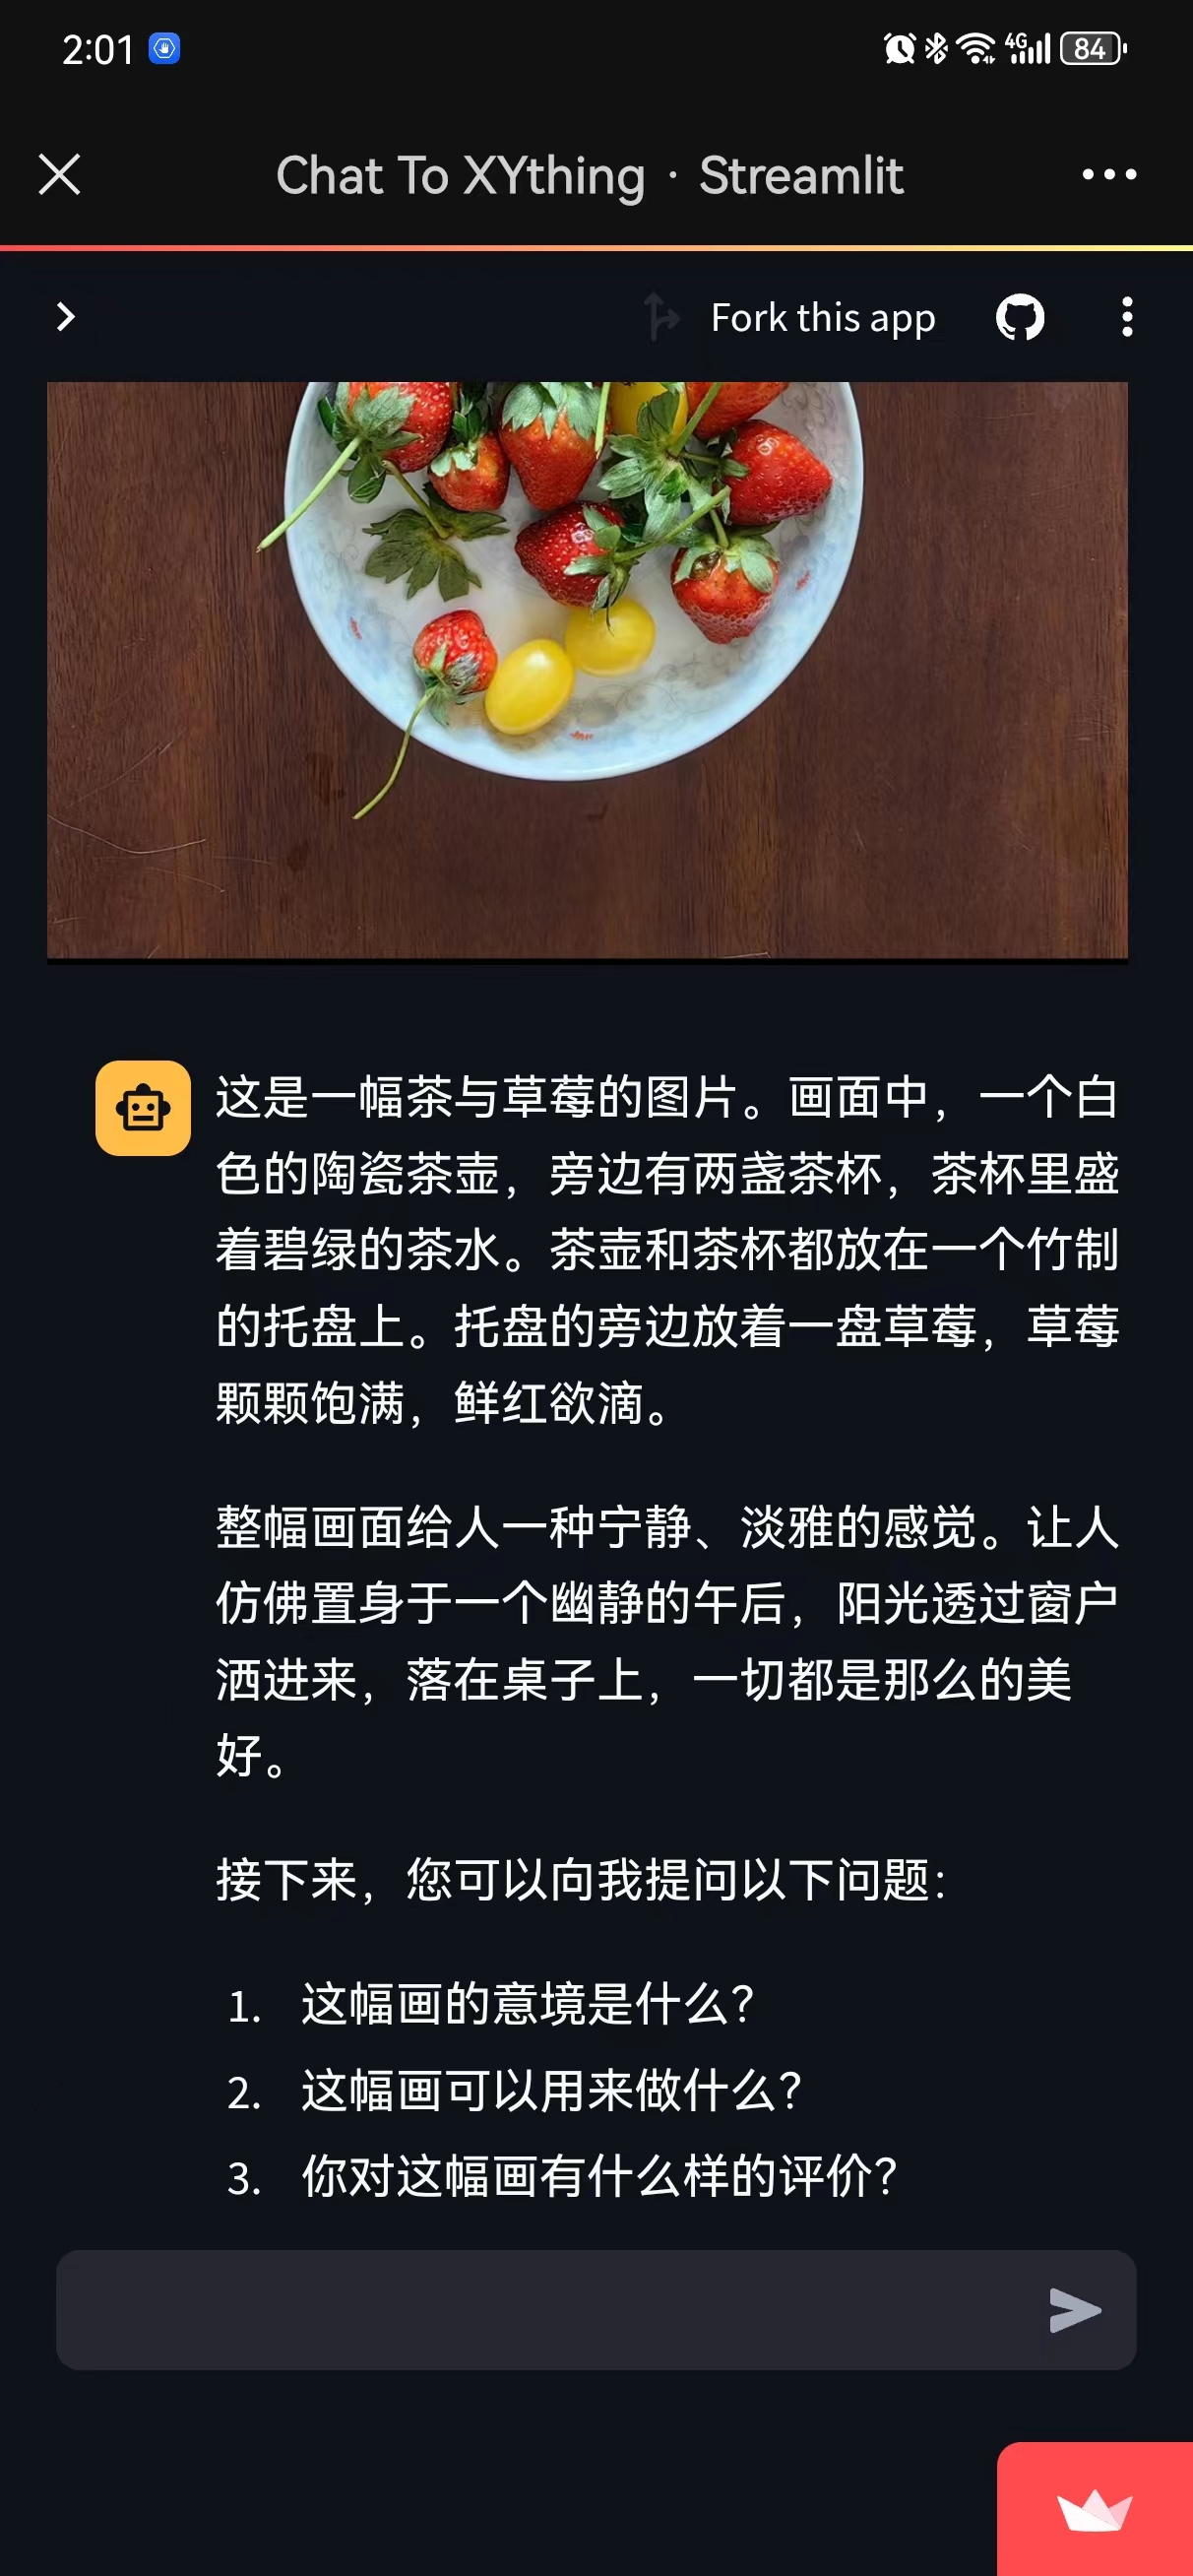 2:01
4G
84
Chat To XYthing · Streamlit
Fork this app
这是一幅茶与草莓的图片。画面中，一个白
色的陶瓷茶壶，旁边有两盏茶杯，茶杯里盛
着碧绿的茶水。茶壶和茶杯都放在一个竹制
的托盘上。托盘的旁边放着一盘草莓，草莓
颗颗饱满，鲜红欲滴。
整幅画面给人一种宁静、淡雅的感觉。让人
仿佛置身于一个幽静的午后，阳光透过窗户
洒进来，落在桌子上，一切都是那么的美
好。
接下来，您可以向我提问以下问题：
1. 这幅画的意境是什么？
2. 这幅画可以用来做什么？
3. 你对这幅画有什么样的评价？